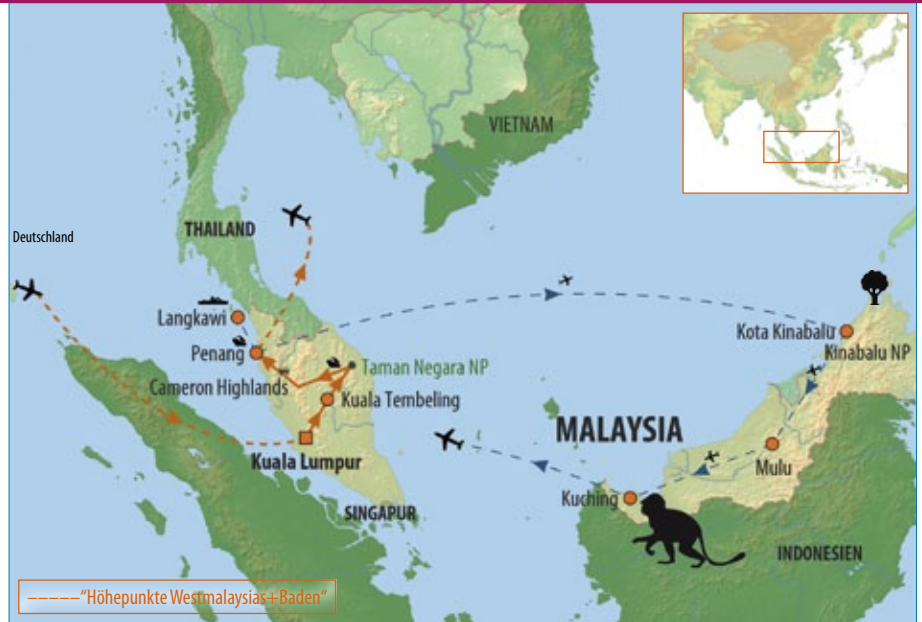 VIETNAM
THAILAND
Deutschland
Langkawi
Penang
Kota Kinabalu
Kinabalu NP
Taman Negara NP
Cameron Highlands
Kuala Tembeling
MALAYSIA
Kuala Lumpur
Mulu
Kuching
SINGAPUR
INDONESIEN
–––––“Höhepunkte Westmalaysias+Baden“